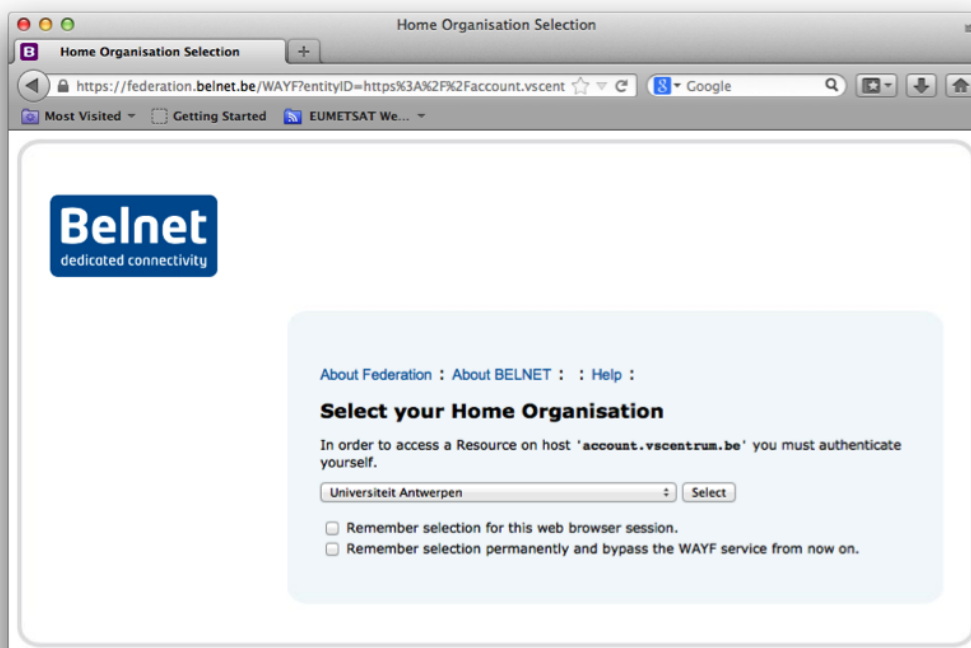 Home Organisation Selection
B Home Organisation Selection +
https://federation.belnet.be/WAYF?entityID=https%3A%2F%2Faccount.vscent 8 Google
Most Visited Getting Started EUMETSAT We...
Belnet
dedicated connectivity
About Federation : About BELNET : : Help :
Select your Home Organisation
In order to access a Resource on host 'account.vscentrum.be' you must authenticate
yourself.
Universiteit Antwerpen Select
Remember selection for this web browser session.
Remember selection permanently and bypass the WAYF service from now on.